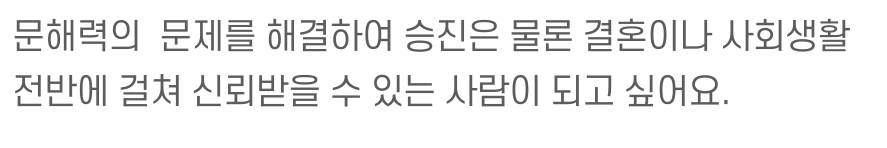 문해력의  문제를 해결하여 승진은 물론 결혼이나 사회생활
전반에 걸쳐 신뢰받을 수 있는 사람이 되고 싶어요.